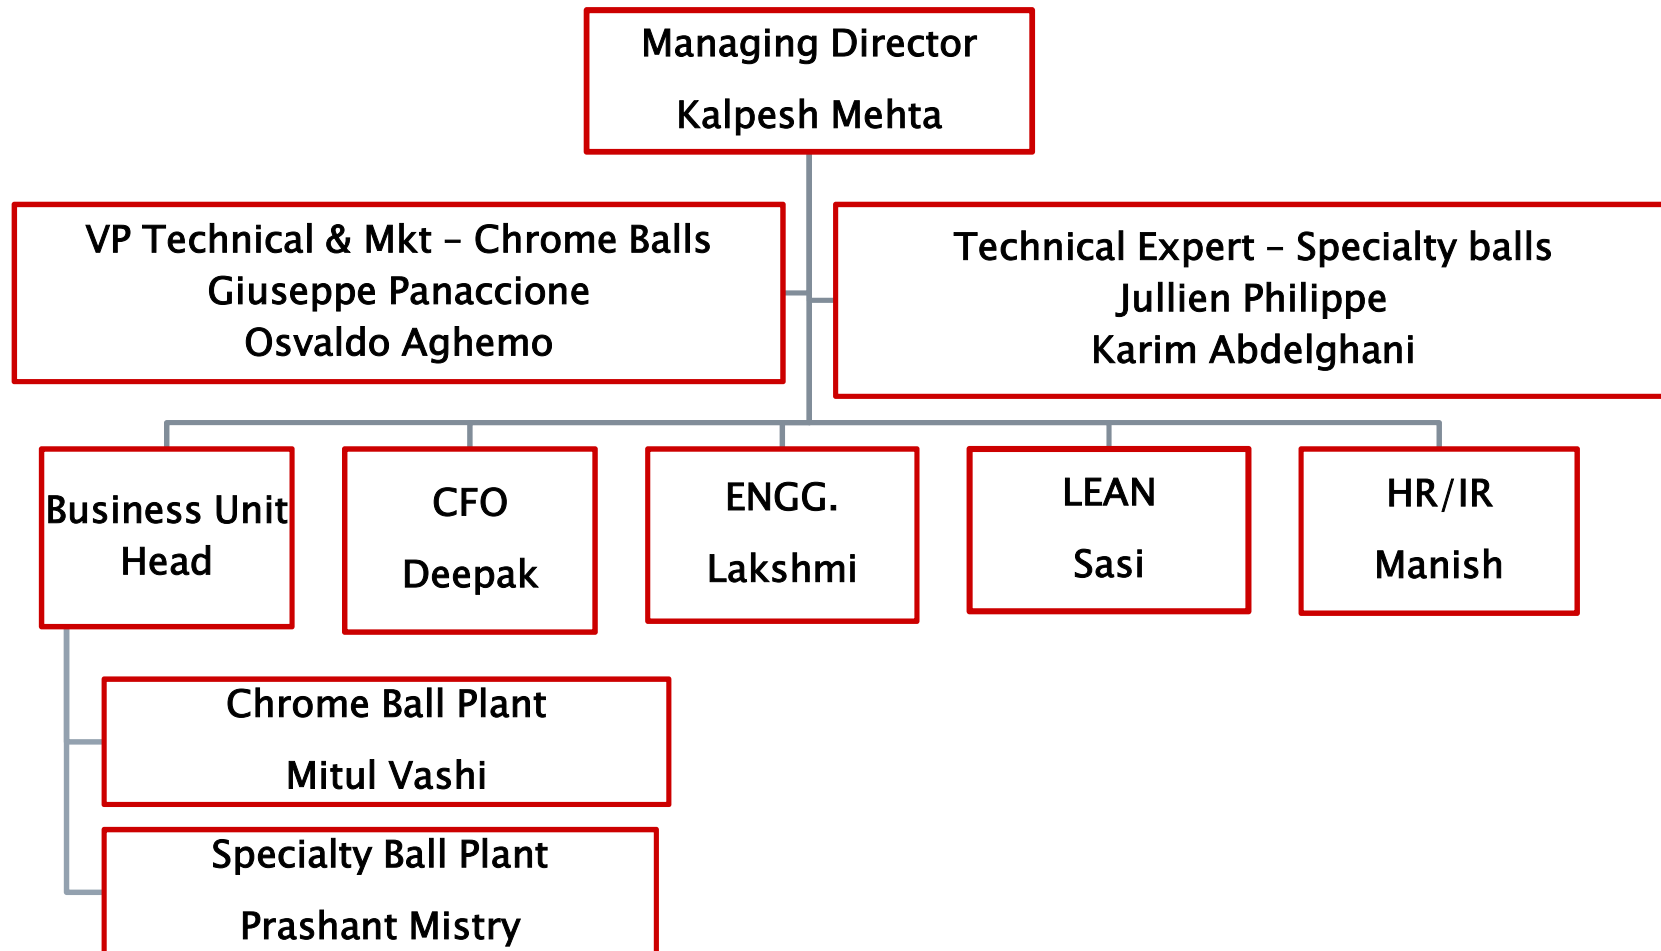 Managing Director
Kalpesh Mehta
VP Technical & Mkt – Chrome Balls
Giuseppe Panaccione
Osvaldo Aghemo
Technical Expert – Specialty balls
Jullien Philippe
Karim Abdelghani
Business Unit
Head
CFO
Deepak
ENGG.
Lakshmi
LEAN
Sasi
HR/IR
Manish
Chrome Ball Plant
Mitul Vashi
Specialty Ball Plant
Prashant Mistry